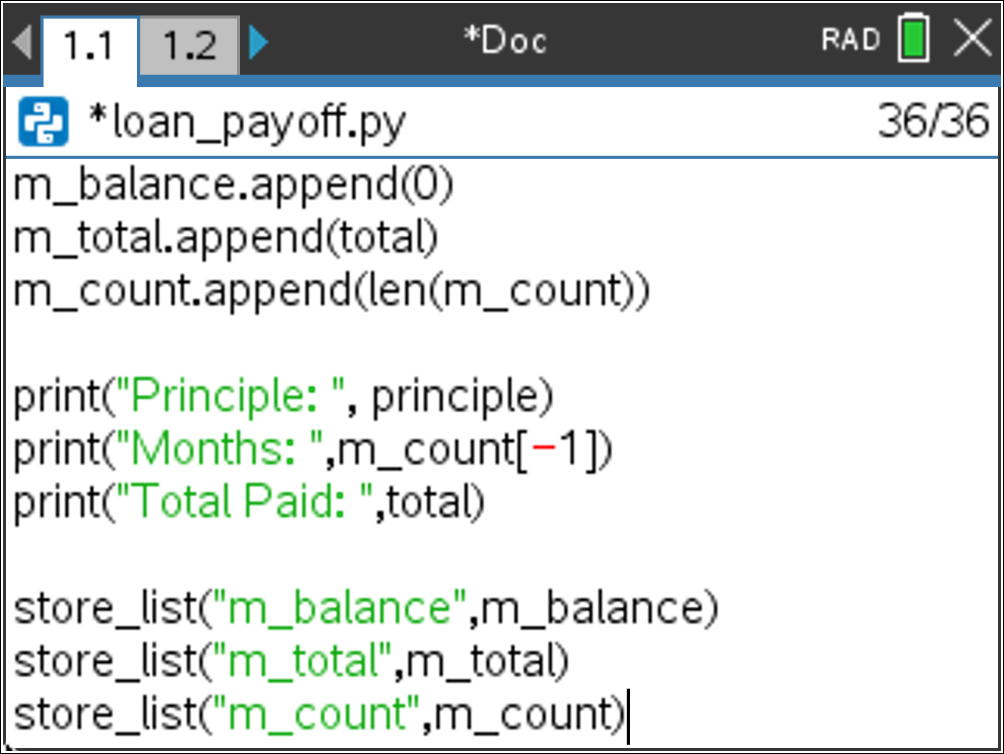 1.1 1.2 *Doc RAD
*loan_payoff.py 36/36
m_balance.append(0)
m_total.append(total)
m_count.append(len(m_count))
print("Principle: ", principle)
print("Months: ",m_count[-1])
print("Total Paid: ",total)
store_list("m_balance",m_balance)
store_list("m_total",m_total)
store_list("m_count",m_count)